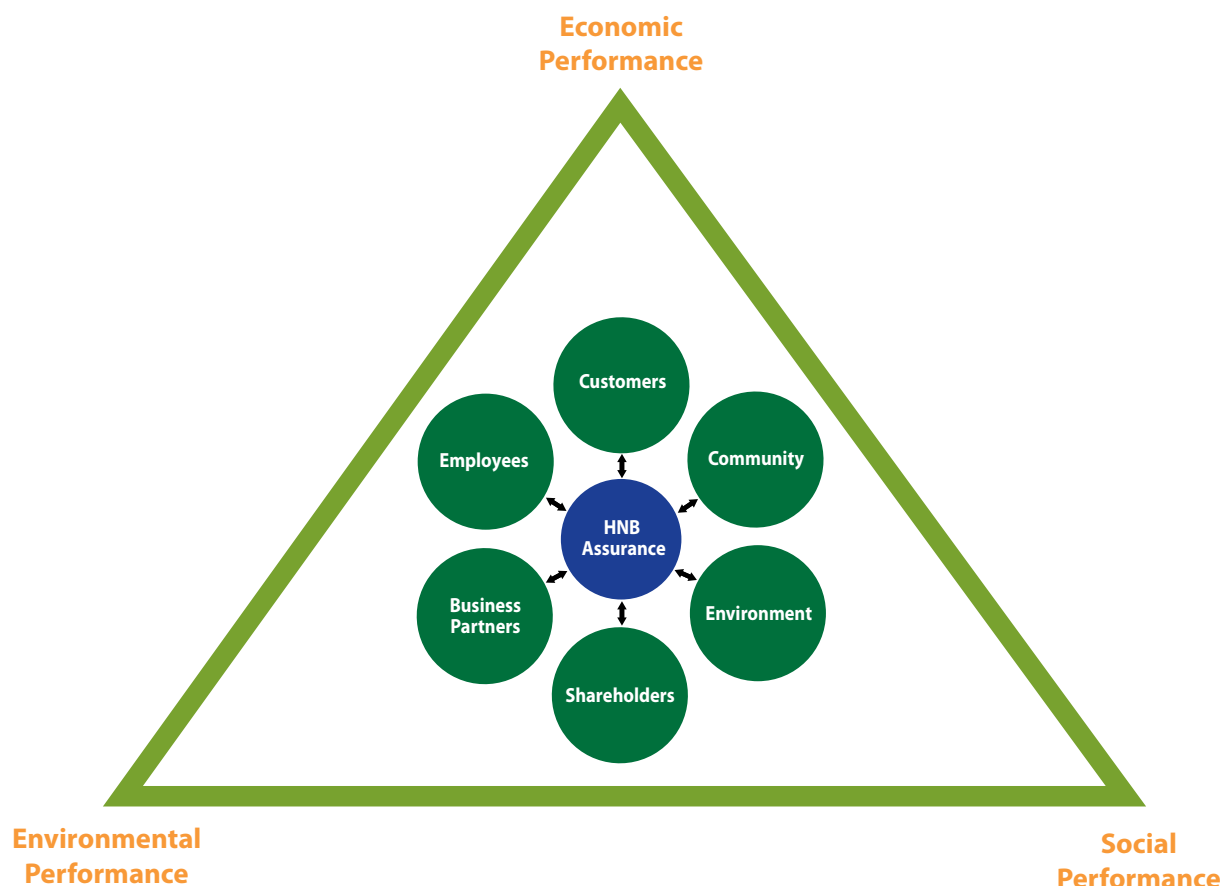 Economic
Performance
Customers
Employees
Community
HNB
Assurance
Business
Partners
Environment
Shareholders
Environmental
Performance
Social
Performance